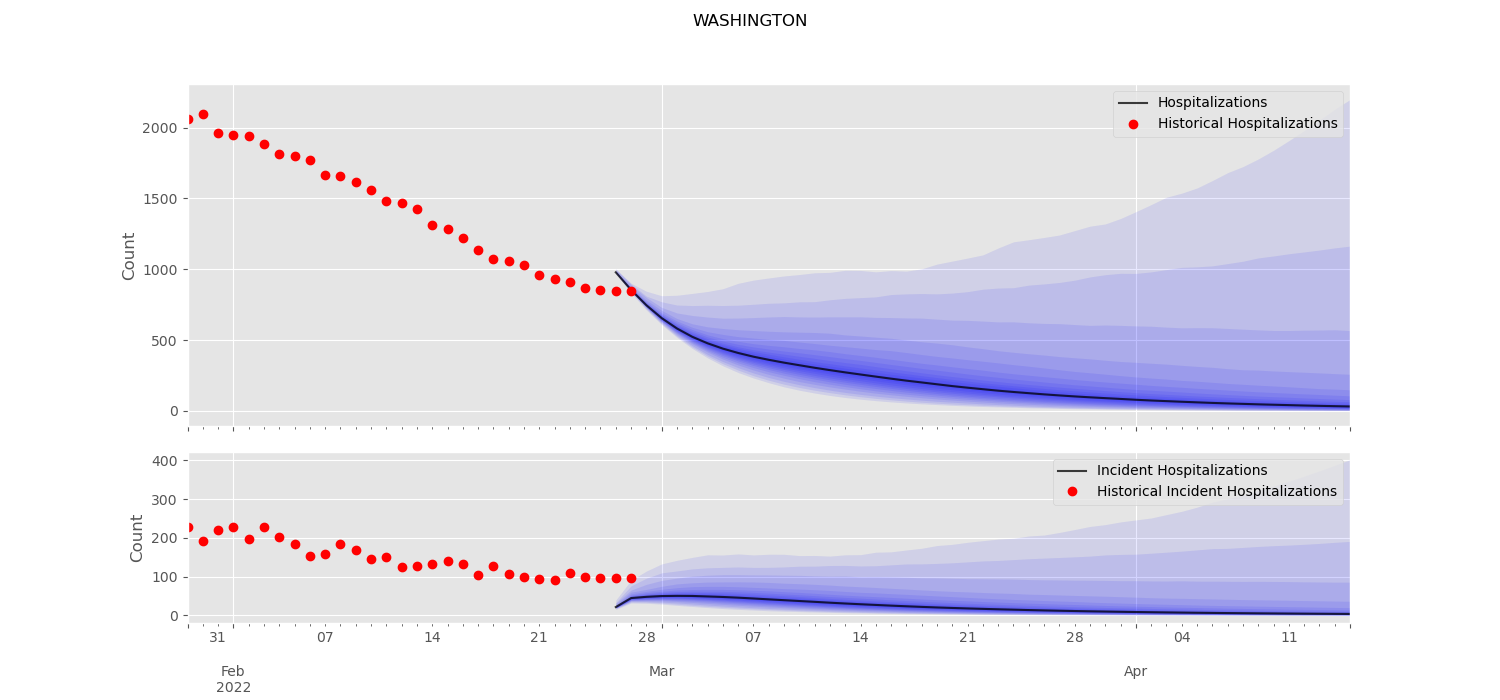 WASHINGTON
Hospitalizations
Historical Hospitalizations
Count
2000
1500
1000
500
0
Incident Hospitalizations
Historical Incident Hospitalizations
Count
400
300
200
100
0
31 07 14 21 28 07 14 21 28 04 11
Feb Mar Apr
2022